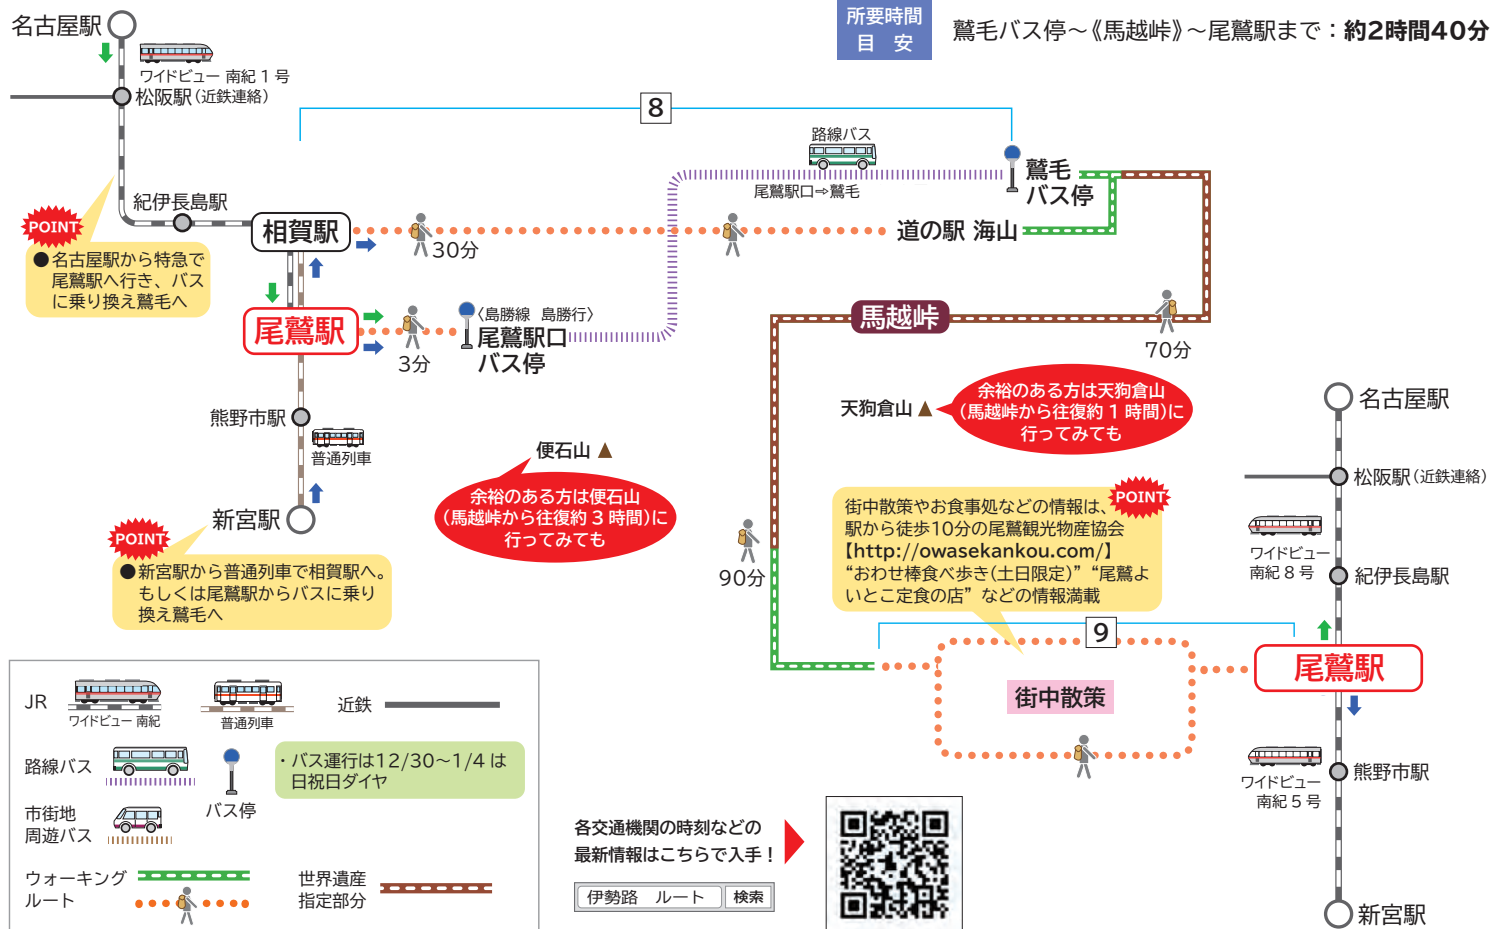 所要時間
目　安
鷲毛バス停～《馬越峠》～尾鷲駅まで：約2時間40分
名古屋駅
ワイドビュー 南紀 1 号
松阪駅（近鉄連絡）
紀伊長島駅
POINT
●名古屋駅から特急で
尾鷲駅へ行き、バス
に乗り換え鷲毛へ
相賀駅
30分
8
路線バス
尾鷲駅口⇨鷲毛
鷲毛
バス停
道の駅 海山
尾鷲駅
3分
〈島勝線 島勝行〉
尾鷲駅口
バス停
馬越峠
70分
熊野市駅
普通列車
新宮駅
POINT
●新宮駅から普通列車で相賀駅へ。
もしくは尾鷲駅からバスに乗り
換え鷲毛へ
便石山 ▲
余裕のある方は便石山
（馬越峠から往復約 3 時間）に
行ってみても
天狗倉山 ▲
余裕のある方は天狗倉山
（馬越峠から往復約 1 時間）に
行ってみても
90分
POINT
街中散策やお食事処などの情報は、
駅から徒歩10分の尾鷲観光物産協会
【http://owasekankou.com/】
“おわせ棒食べ歩き(土日限定)”“尾鷲よ
いとこ定食の店” などの情報満載
9
街中散策
名古屋駅
松阪駅（近鉄連絡）
ワイドビュー
南紀 8 号
紀伊長島駅
尾鷲駅
ワイドビュー
南紀 5 号
熊野市駅
新宮駅
JR
ワイドビュー 南紀
普通列車
近鉄
路線バス
バス停
・バス運行は12/30～1/4 は
日祝日ダイヤ
市街地
周遊バス
ウォーキング
ルート
世界遺産
指定部分
各交通機関の時刻などの
最新情報はこちらで入手！
伊勢路　ルート 検索